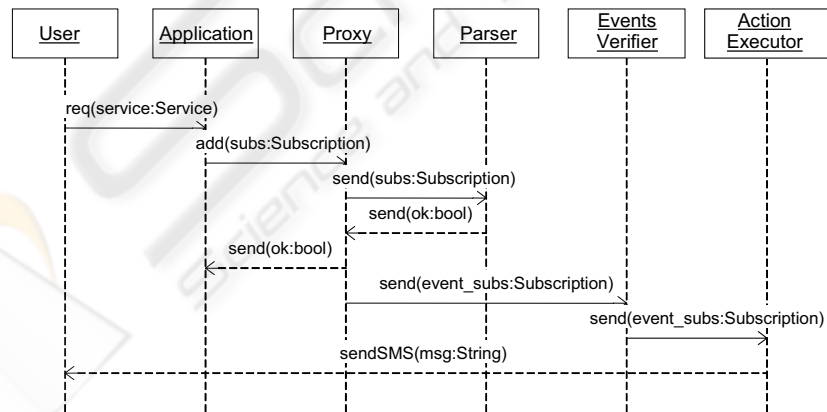 User
Application
Proxy
Parser
Events
Verifier
Action
Executor
req(service:Service)
add(subs:Subscription)
send(subs:Subscription)
send(ok:bool)
send(ok:bool)
send(event_subs:Subscription)
send(event_subs:Subscription)
sendSMS(msg:String)